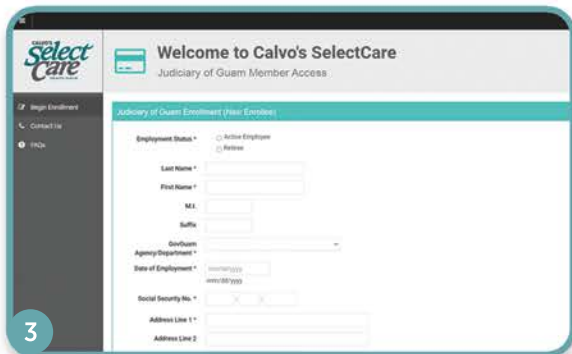 CALVO'S
Select
Care
Welcome to Calvo's SelectCare
Judiciary of Guam Member Access
Begin Enrollment
Contact Us
FAQs
Judiciary of Guam Enrollment (New Enrollee)
Employment Status *
Active Employee
Retiree
Last Name *
First Name *
M.I.
Suffix
GovGuam
Agency/Department *
Date of Employment *
mm/dd/yyyy
mm/dd/yyyy
Social Security No. *
Address Line 1 *
Address Line 2
3